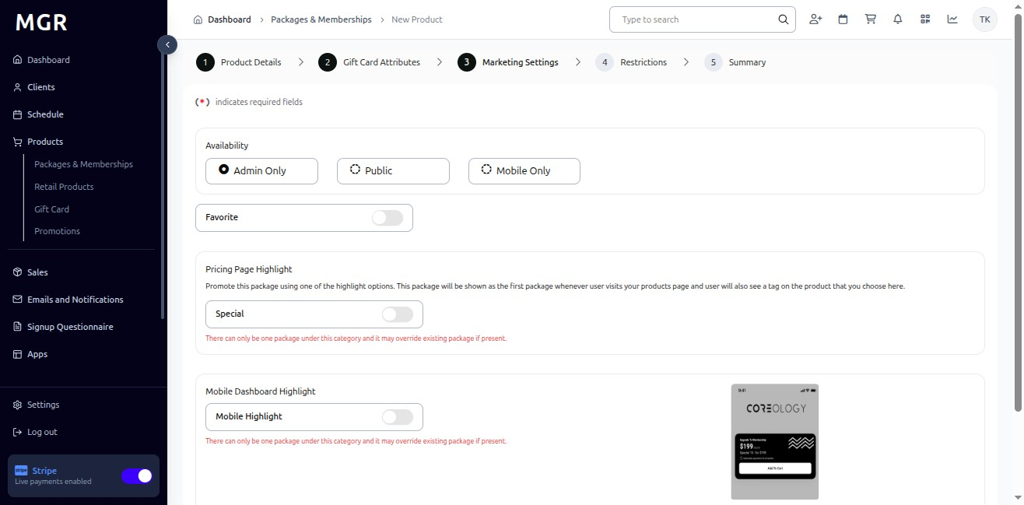 MGR
Dashboard
Clients
Schedule
Products
Packages & Memberships
Retail Products
Gift Card
Promotions
Sales
Emails and Notifications
Signup Questionnaire
Apps
Settings
Log out
stripe Stripe
Live payments enabled
Dashboard > Packages & Memberships > New Product
Type to search
TK
1 Product Details > 2 Gift Card Attributes > 3 Marketing Settings > 4 Restrictions > 5 Summary
(*) indicates required fields
Availability
Admin Only Public Mobile Only
Favorite
Pricing Page Highlight
Promote this package using one of the highlight options. This package will be shown as the first package whenever user visits your products page and user will also see a tag on the product that you choose here.
Special
There can only be one package under this category and it may override existing package if present.
Mobile Dashboard Highlight
Mobile Highlight
There can only be one package under this category and it may override existing package if present.
9:41
COREOLOGY
$199
Add To Cart